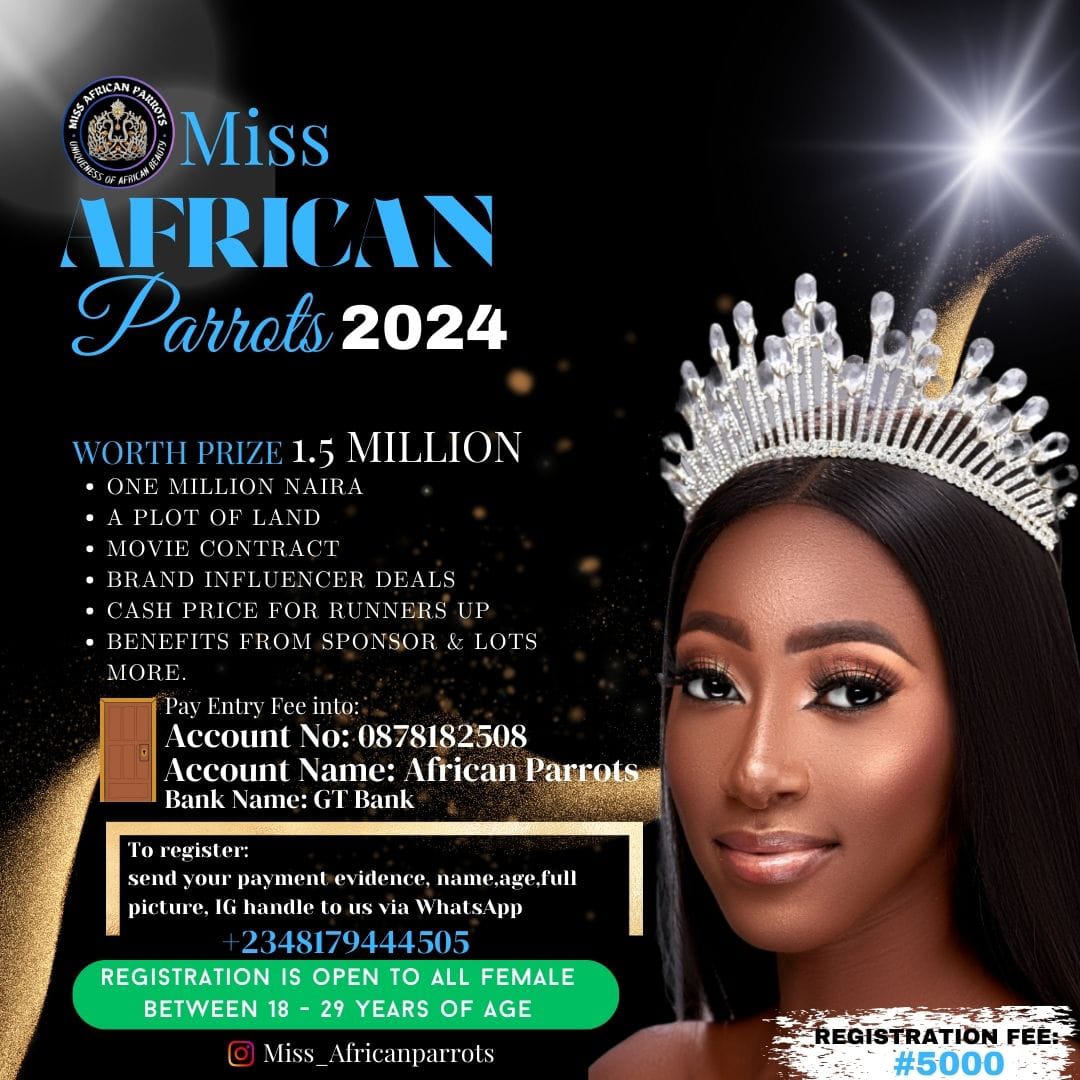 MISS AFRICAN PARROTS
UNIQUENESS OF AFRICAN BEAUTY
Miss
AFRICAN
Parrots 2024
WORTH PRIZE 1.5 MILLION
• ONE MILLION NAIRA
• A PLOT OF LAND
• MOVIE CONTRACT
• BRAND INFLUENCER DEALS
• CASH PRICE FOR RUNNERS UP
• BENEFITS FROM SPONSOR & LOTS
MORE.
Pay Entry Fee into:
Account No: 0878182508
Account Name: African Parrots
Bank Name: GT Bank
To register:
send your payment evidence, name,age,full
picture, IG handle to us via WhatsApp
+2348179444505
REGISTRATION IS OPEN TO ALL FEMALE
BETWEEN 18 - 29 YEARS OF AGE
Miss_Africanparrots
REGISTRATION FEE:
#5000